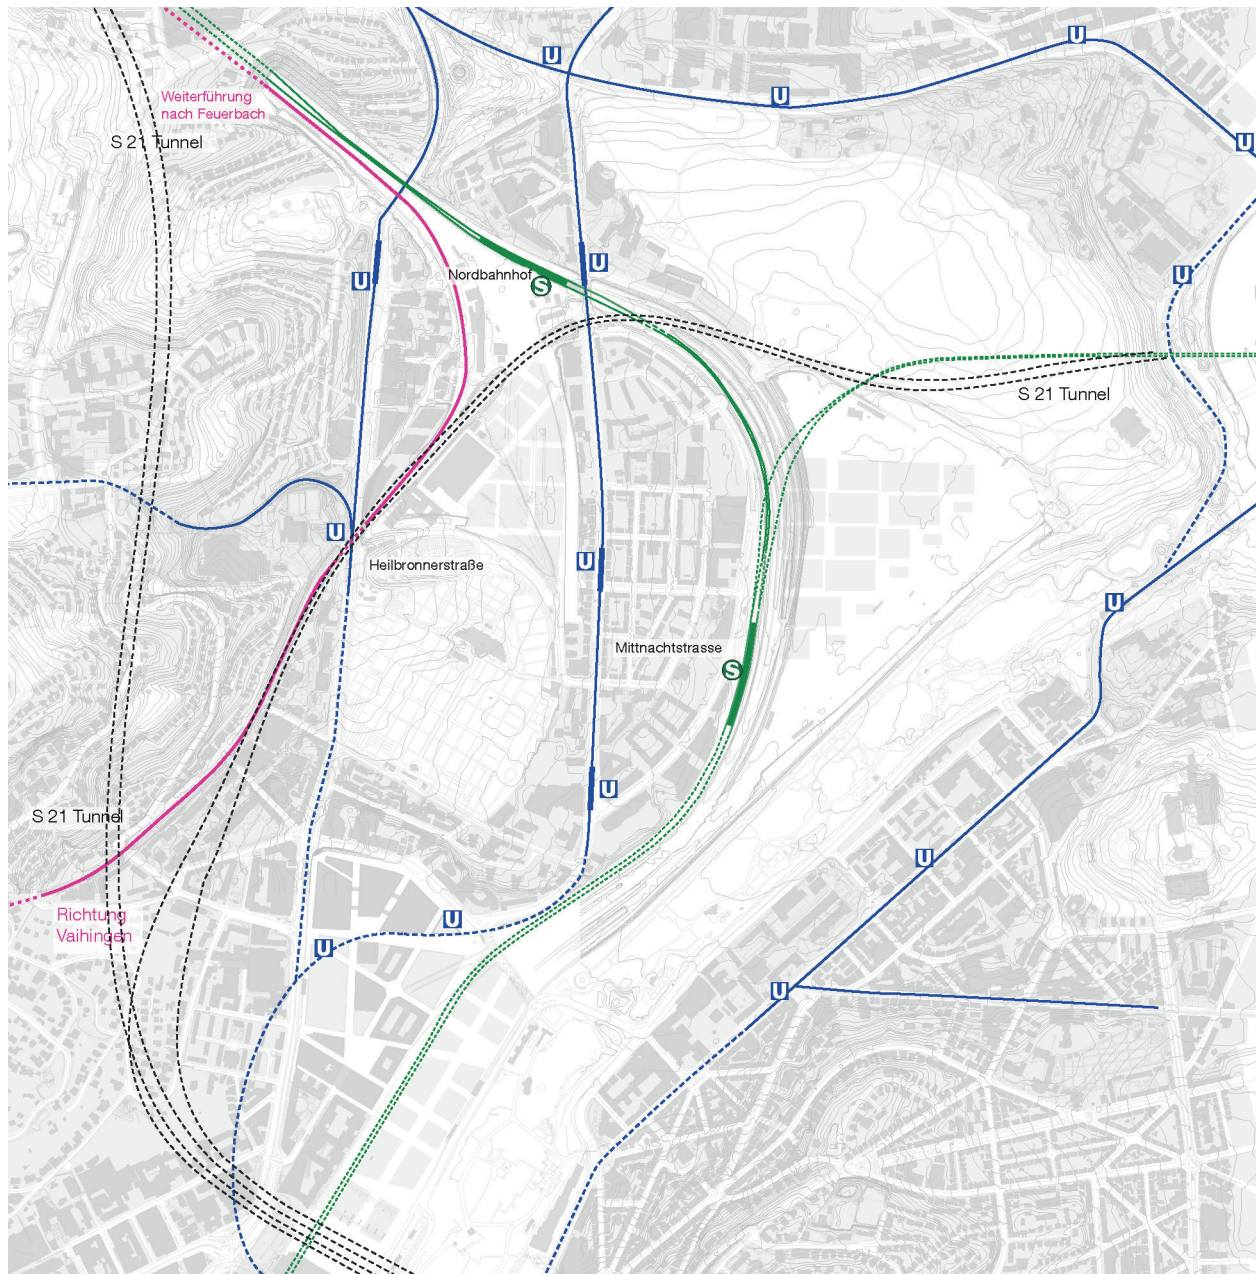 U
U
U
Weiterführung
nach Feuerbach
S 21 Tunnel
U
U
U
U
Nordbahnhof
S
S 21 Tunnel
U
Heilbronnerstraße
U
U
Mittnachtstrasse
S
U
S 21 Tunnel
U
Richtung
Vaihingen
U
U
U